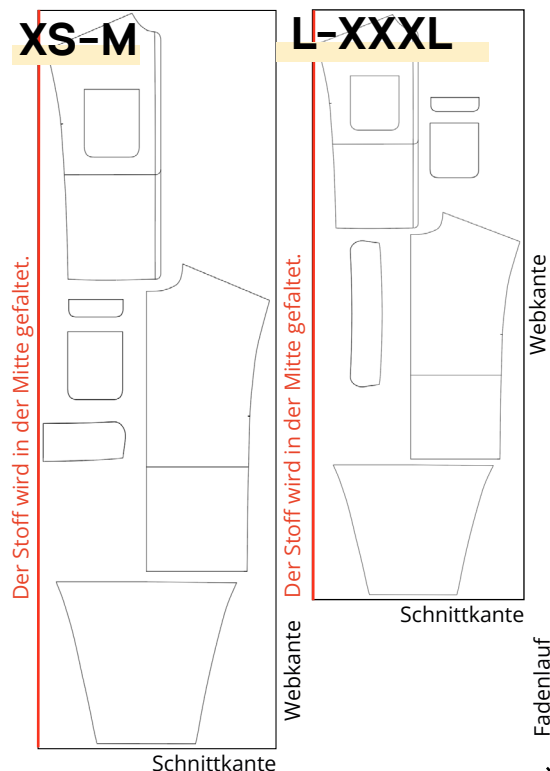 XS-M
L-XXXL
Der Stoff wird in der Mitte gefaltet.
Der Stoff wird in der Mitte gefaltet.
Webkante
Webkante
Schnittkante
Schnittkante
Fadenlauf